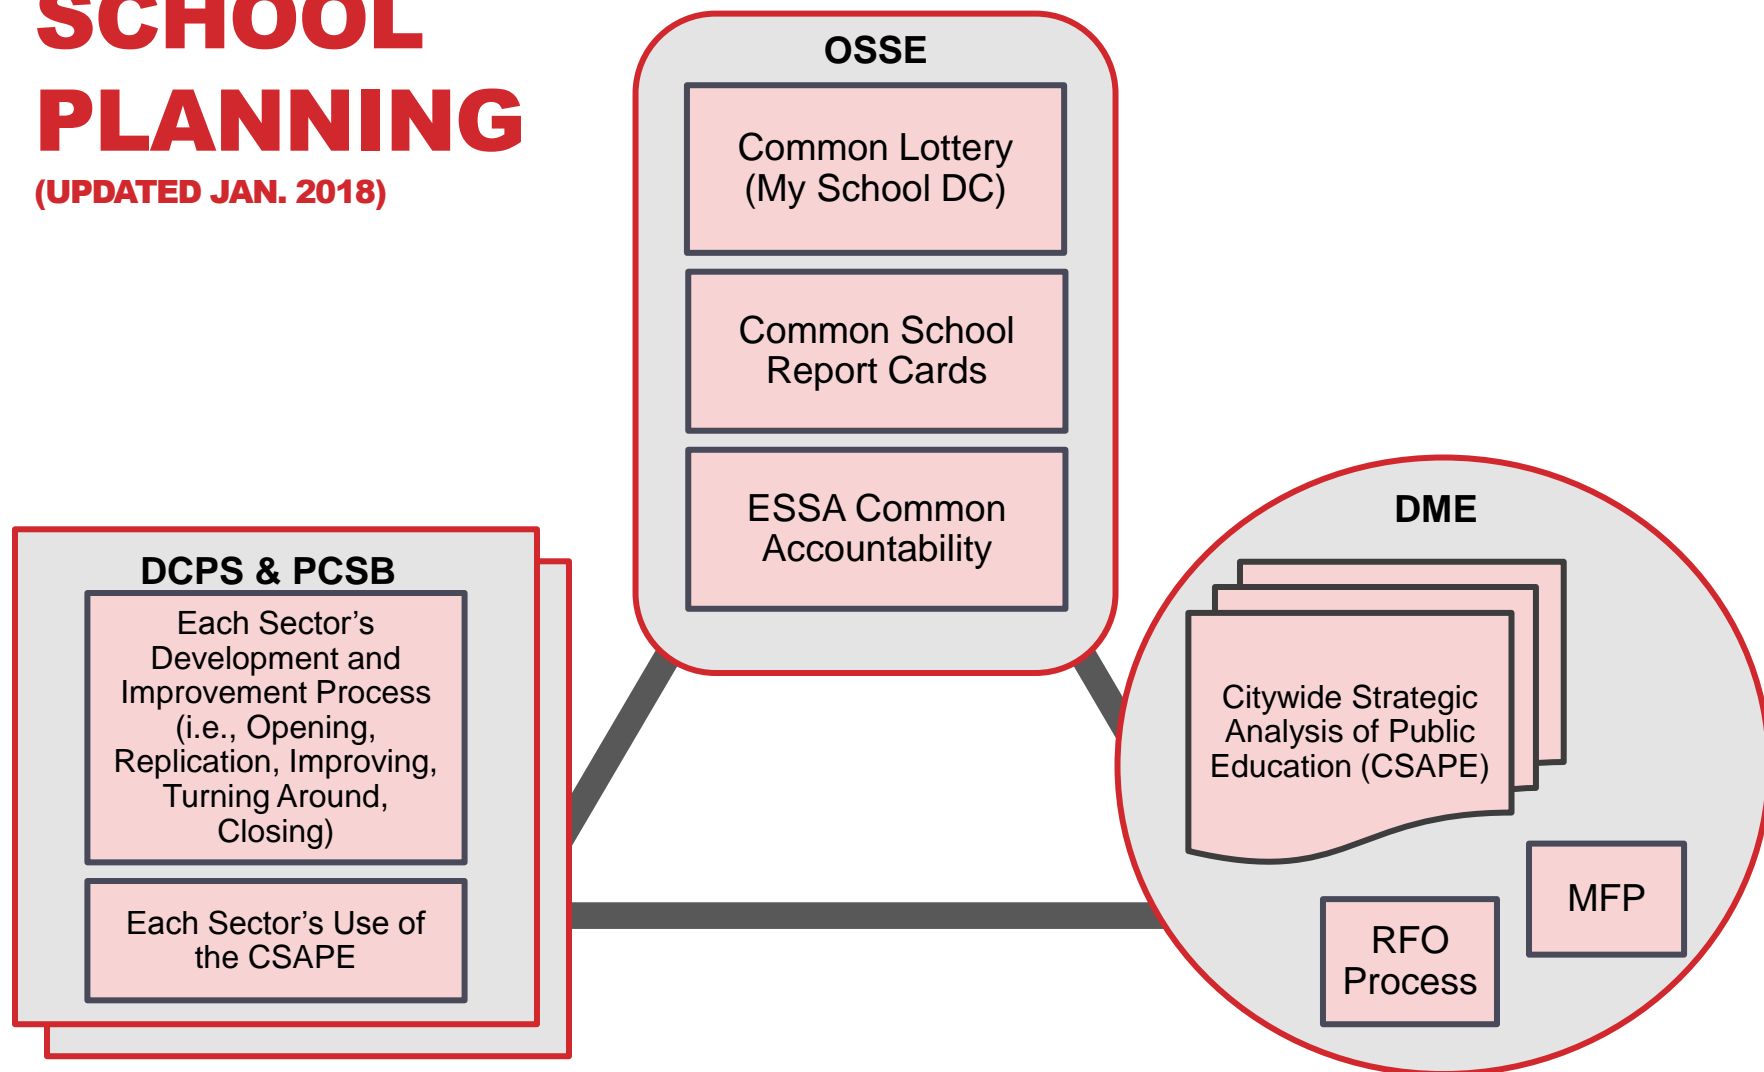 SCHOOL
PLANNING
(UPDATED JAN. 2018)
OSSE
Common Lottery
(My School DC)
Common School
Report Cards
ESSA Common
Accountability
DCPS & PCSB
Each Sector’s
Development and
Improvement Process
(i.e., Opening,
Replication, Improving,
Turning Around,
Closing)
Each Sector’s Use of
the CSAPE
DME
Citywide Strategic
Analysis of Public
Education (CSAPE)
MFP
RFO
Process